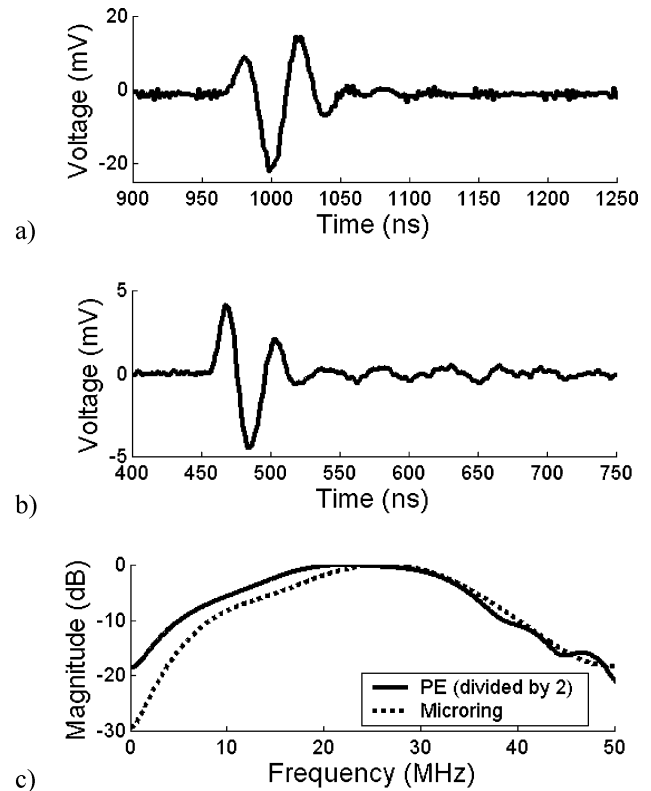 20
0
-20
Voltage (mV)
900 950 1000 1050 1100 1150 1200 1250
Time (ns)
a)
5
0
-5
Voltage (mV)
400 450 500 550 600 650 700 750
Time (ns)
b)
0
-10
-20
-30
Magnitude (dB)
PE (divided by 2)
Microring
0 10 20 30 40 50
Frequency (MHz)
c)